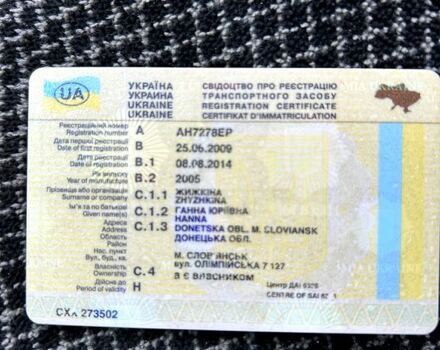 UA
УКРАЇНА СВІДОЦТВО ПРО РЕЄСТРАЦІЮ
УКРАИНА ТРАНСПОРТНОГО ЗАСОБУ
UKRAINE REGISTRATION CERTIFICATE
UKRAINE CERTIFIKAT D'IMMATRICULATION
Реєстраційний номер
Registration number A AH7278EP
Дата першої реєстрації
Date of first registration B 25.06.2009
Дата реєстрації
Date of registration B.1 08.08.2014
Рік випуску
Year of manufacture B.2 2005
Прізвище або організація C.1.1 ЖИЖКІНА
Surname or company ZHYZHKINA
Ім'я та по батькові C.1.2 ГАННА ЮРІЇВНА
Given name(s) HANNA
Адреса C.1.3 DONETSKA OBL. M. SLOVIANSK
Address ДОНЕЦЬКА ОБЛ.
Область
Район
Нас. пункт М. СЛОВ'ЯНСЬК
Вул., буд., кв. вул. ОЛІМПІЙСЬКА 7 127
Власність
Ownership C.4 Я Є ВЛАСНИКОМ
Дійсне до
Period of validity H
Центр ДАІ
CENTRE OF SAI
СХХ 273502